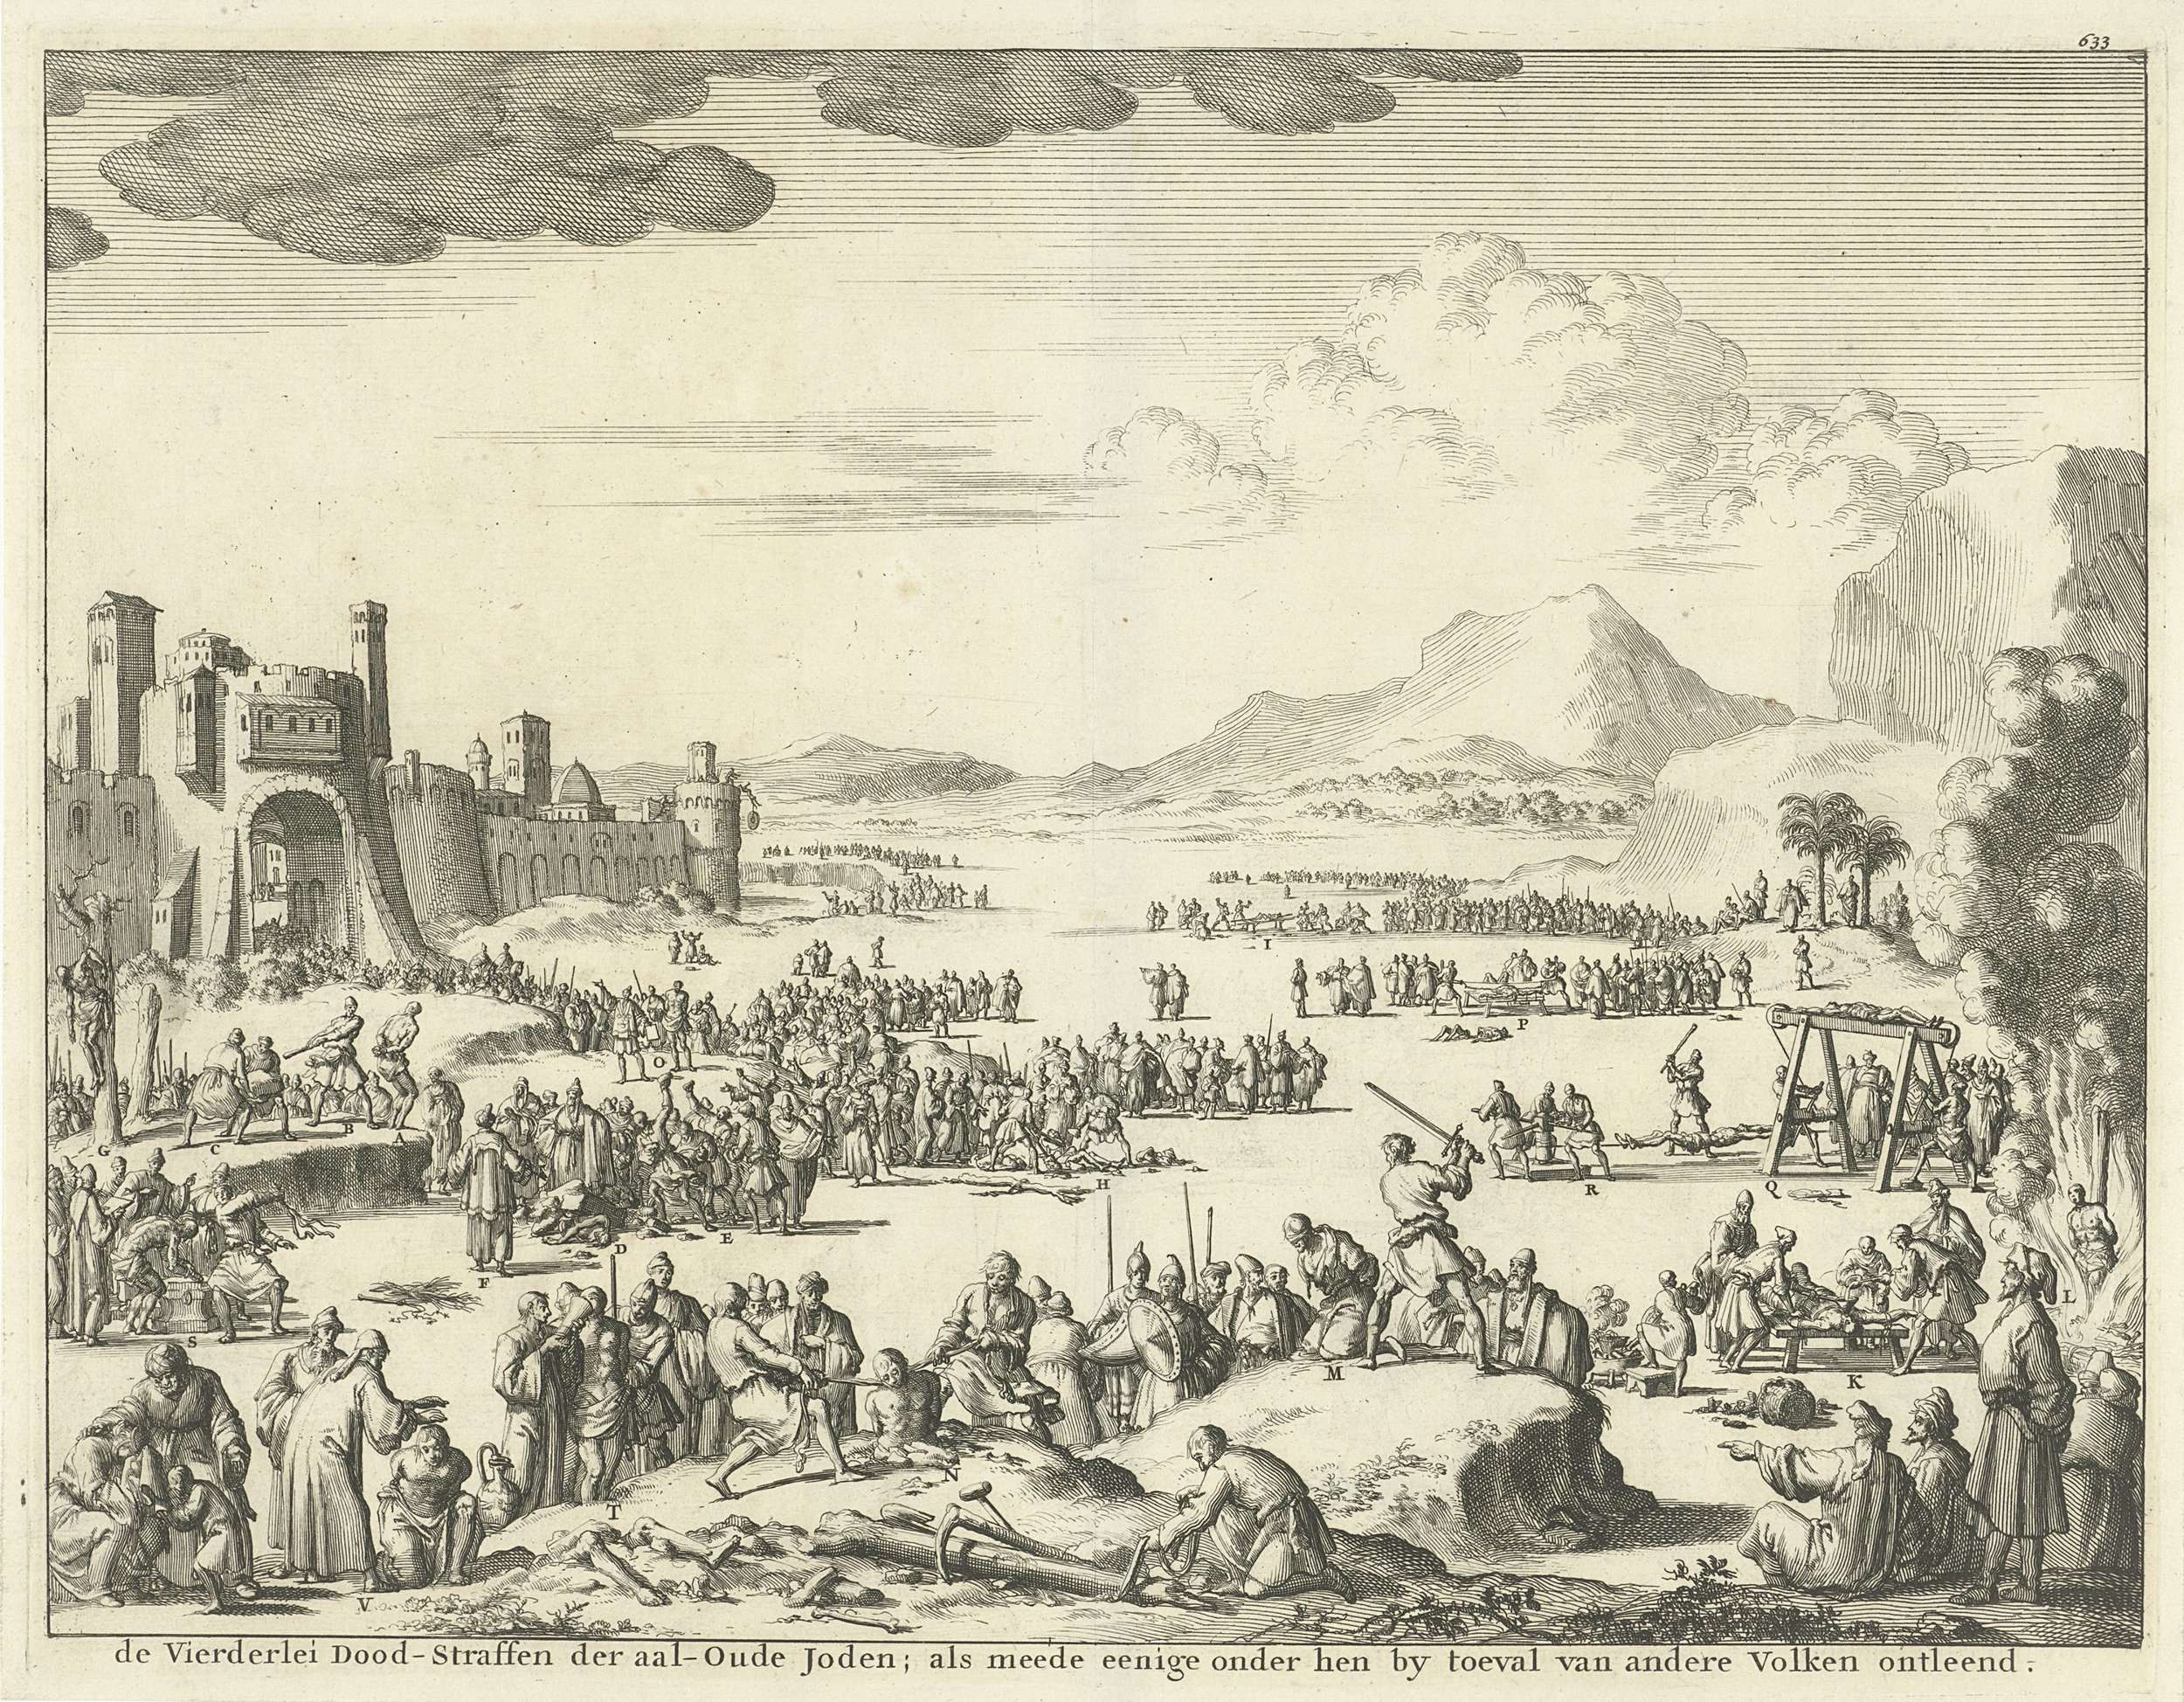 633
G
C
B
A
O
I
P
H
R
Q
D
E
F
S
L
M
K
N
T
V
de Vierderlei Dood-Straffen der aal-Oude Joden; als meede eenige onder hen by toeval van andere Volken ontleend.